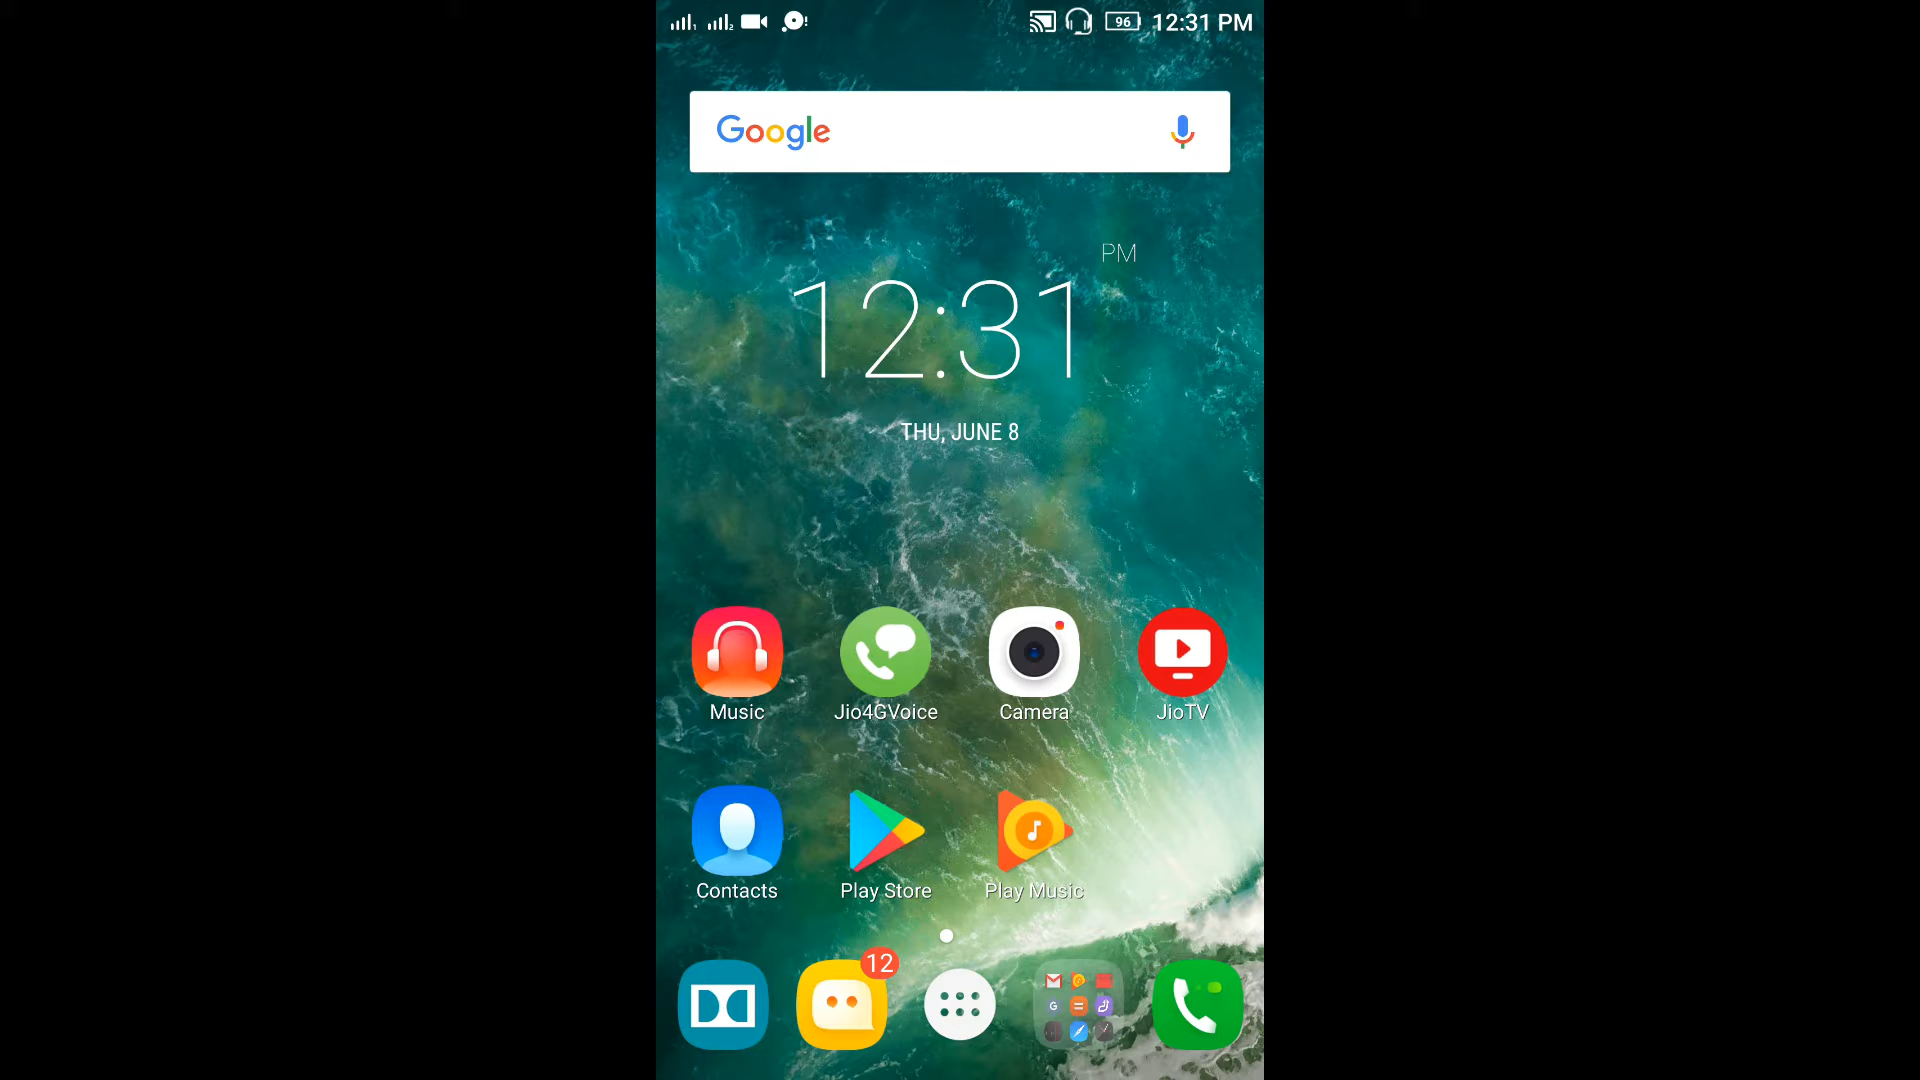 96 12:31 PM
Google
PM
12:31
THU, JUNE 8
Music Jio4GVoice Camera JioTV
Contacts Play Store Play Music
12